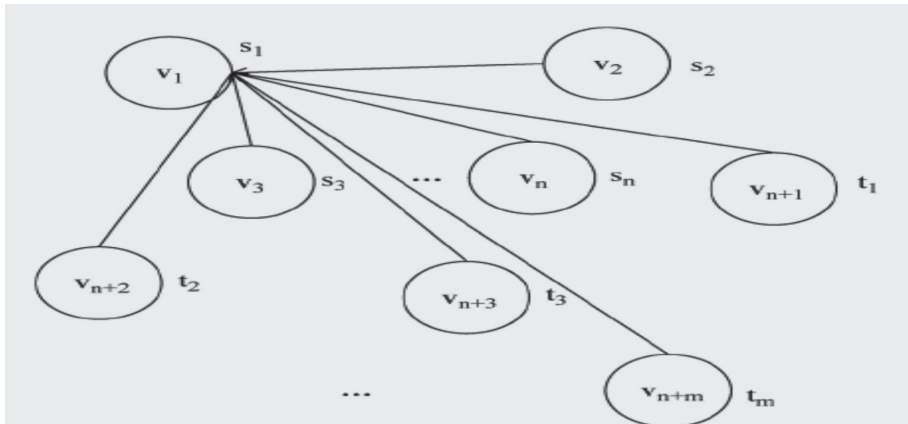 v₁ s₁ v₂ s₂
v₃ s₃ ... vₙ sₙ vₙ₊₁ t₁
vₙ₊₂ t₂ vₙ₊₃ t₃
... vₙ₊ₘ tₘ